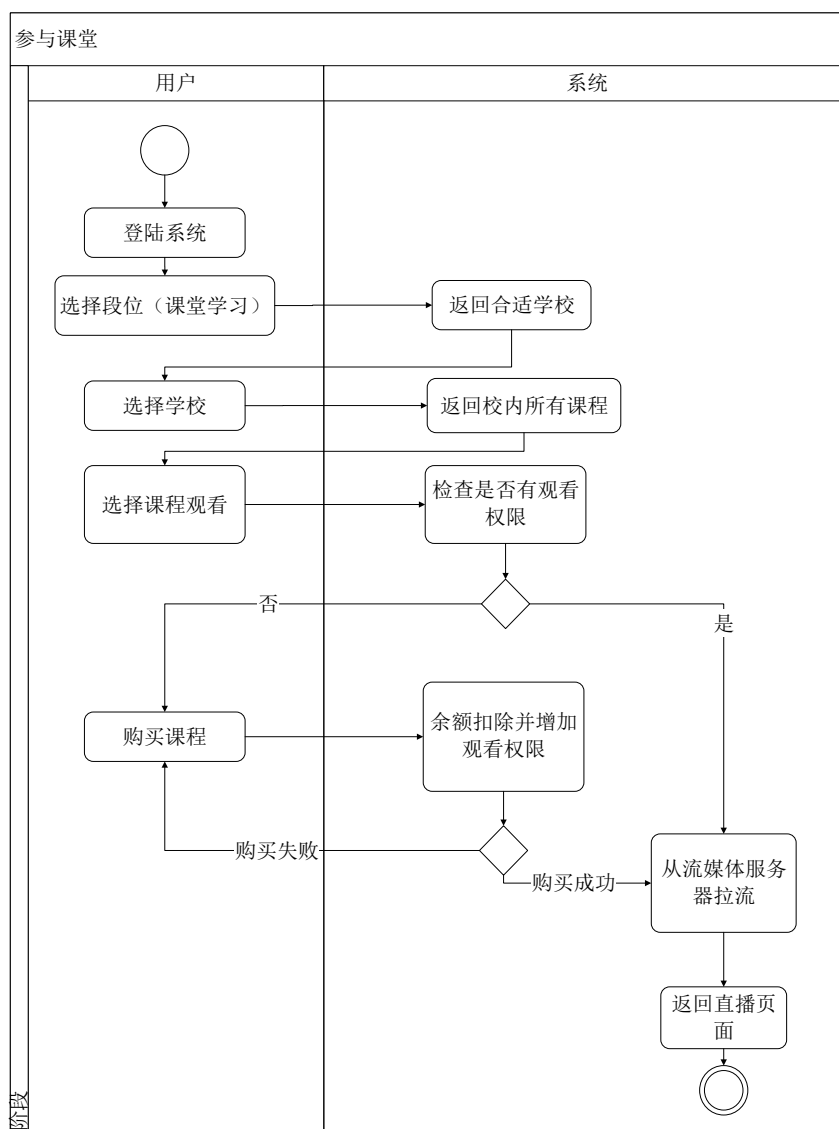 参与课堂
用户
系统
登陆系统
选择段位（课堂学习）
返回合适学校
选择学校
返回校内所有课程
选择课程观看
检查是否有观看
权限
否
是
购买课程
余额扣除并增加
观看权限
购买失败
购买成功
从流媒体服务
器拉流
返回直播页
面
阶段